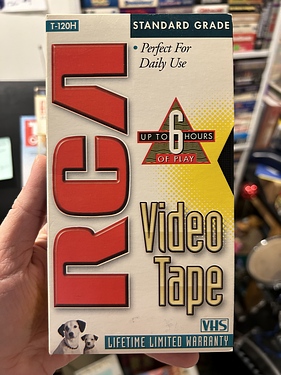 T-120H
STANDARD GRADE
• Perfect For
Daily Use
RCA
UP TO 6 HOURS
OF PLAY
Video
Tape
VHS
LIFETIME LIMITED WARRANTY